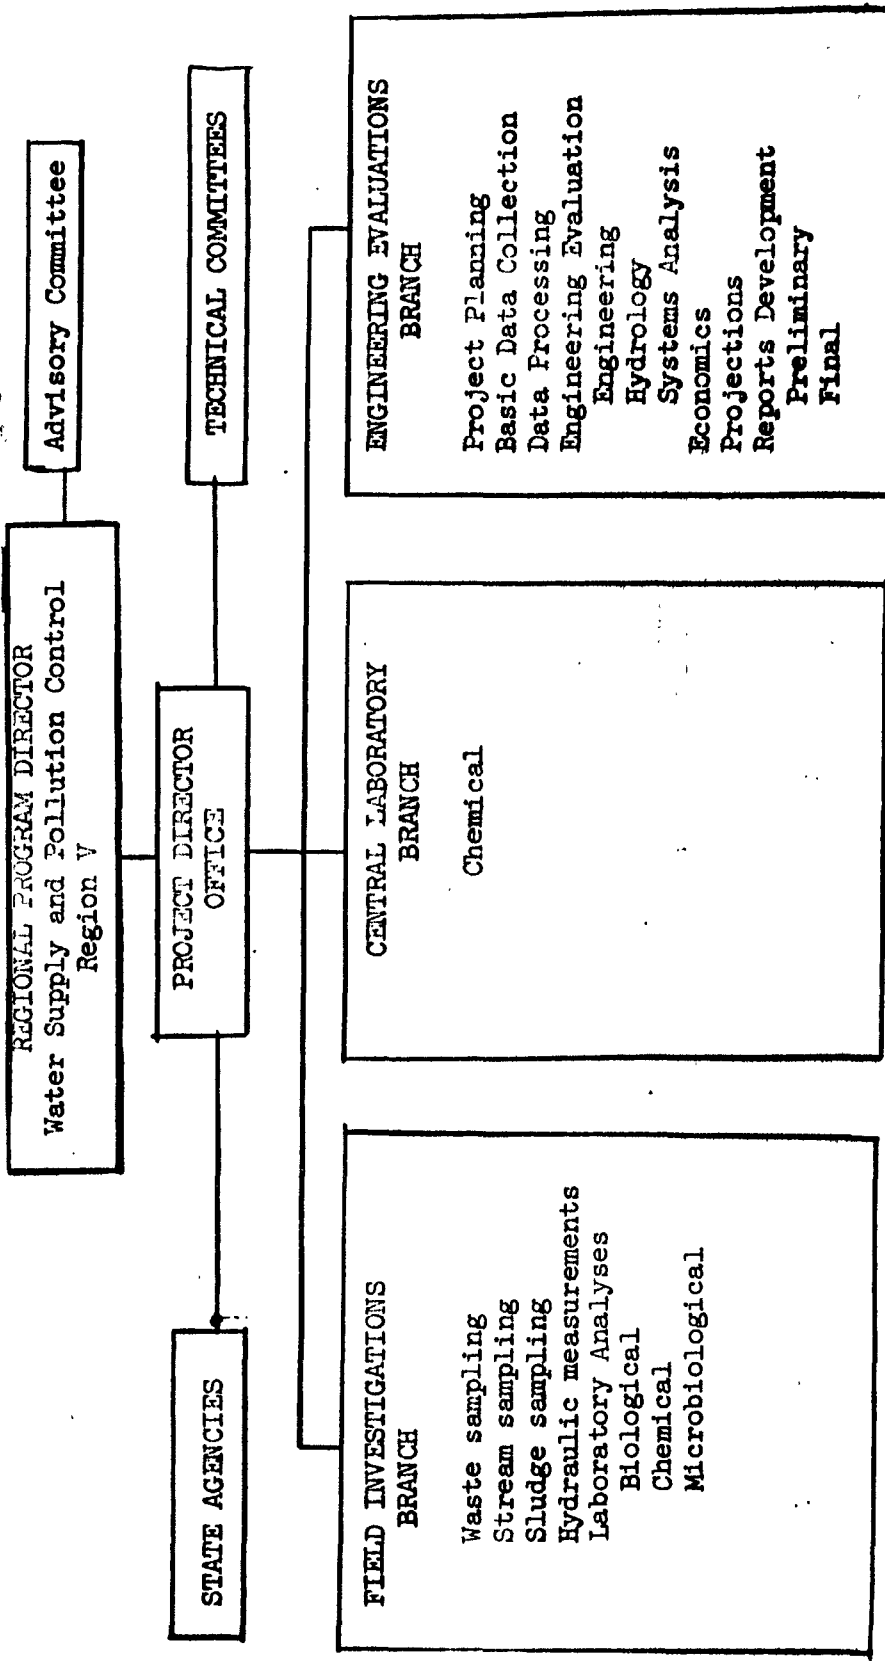 REGIONAL PROGRAM DIRECTOR
Water Supply and Pollution Control
Region V
Advisory Committee
STATE AGENCIES
PROJECT DIRECTOR
OFFICE
TECHNICAL COMMITTEES
FIELD INVESTIGATIONS
BRANCH
Waste sampling
Stream sampling
Sludge sampling
Hydraulic measurements
Laboratory Analyses
Biological
Chemical
Microbiological
CENTRAL LABORATORY
BRANCH
Chemical
ENGINEERING EVALUATIONS
BRANCH
Project Planning
Basic Data Collection
Data Processing
Engineering Evaluation
Engineering
Hydrology
Systems Analysis
Economics
Projections
Reports Development
Preliminary
Final